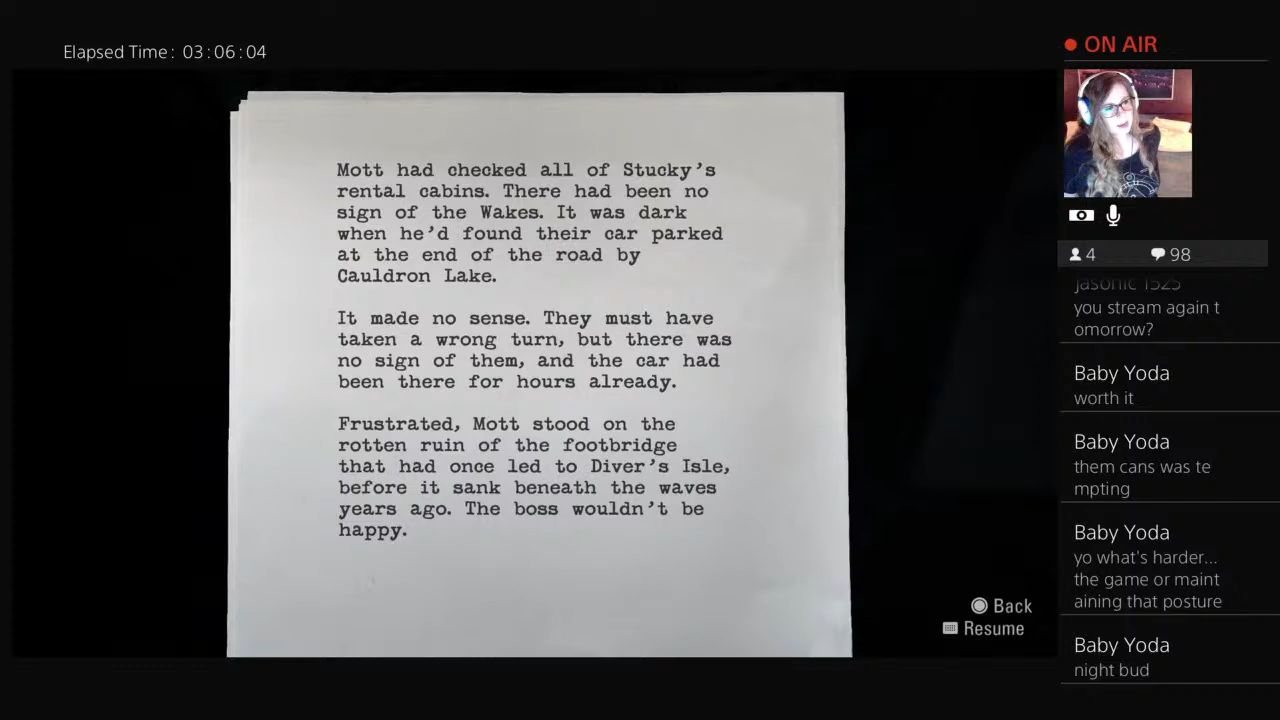 Elapsed Time: 03:06:04
ON AIR
Mott had checked all of Stucky's
rental cabins. There had been no
sign of the Wakes. It was dark
when he'd found their car parked
at the end of the road by
Cauldron Lake.
It made no sense. They must have
taken a wrong turn, but there was
no sign of them, and the car had
been there for hours already.
Frustrated, Mott stood on the
rotten ruin of the footbridge
that had once led to Diver's Isle,
before it sank beneath the waves
years ago. The boss wouldn't be
happy.
Back
Resume
4
98
jasonic 1525
you stream again t
omorrow?
Baby Yoda
worth it
Baby Yoda
them cans was te
mpting
Baby Yoda
yo what's harder...
the game or maint
aining that posture
Baby Yoda
night bud